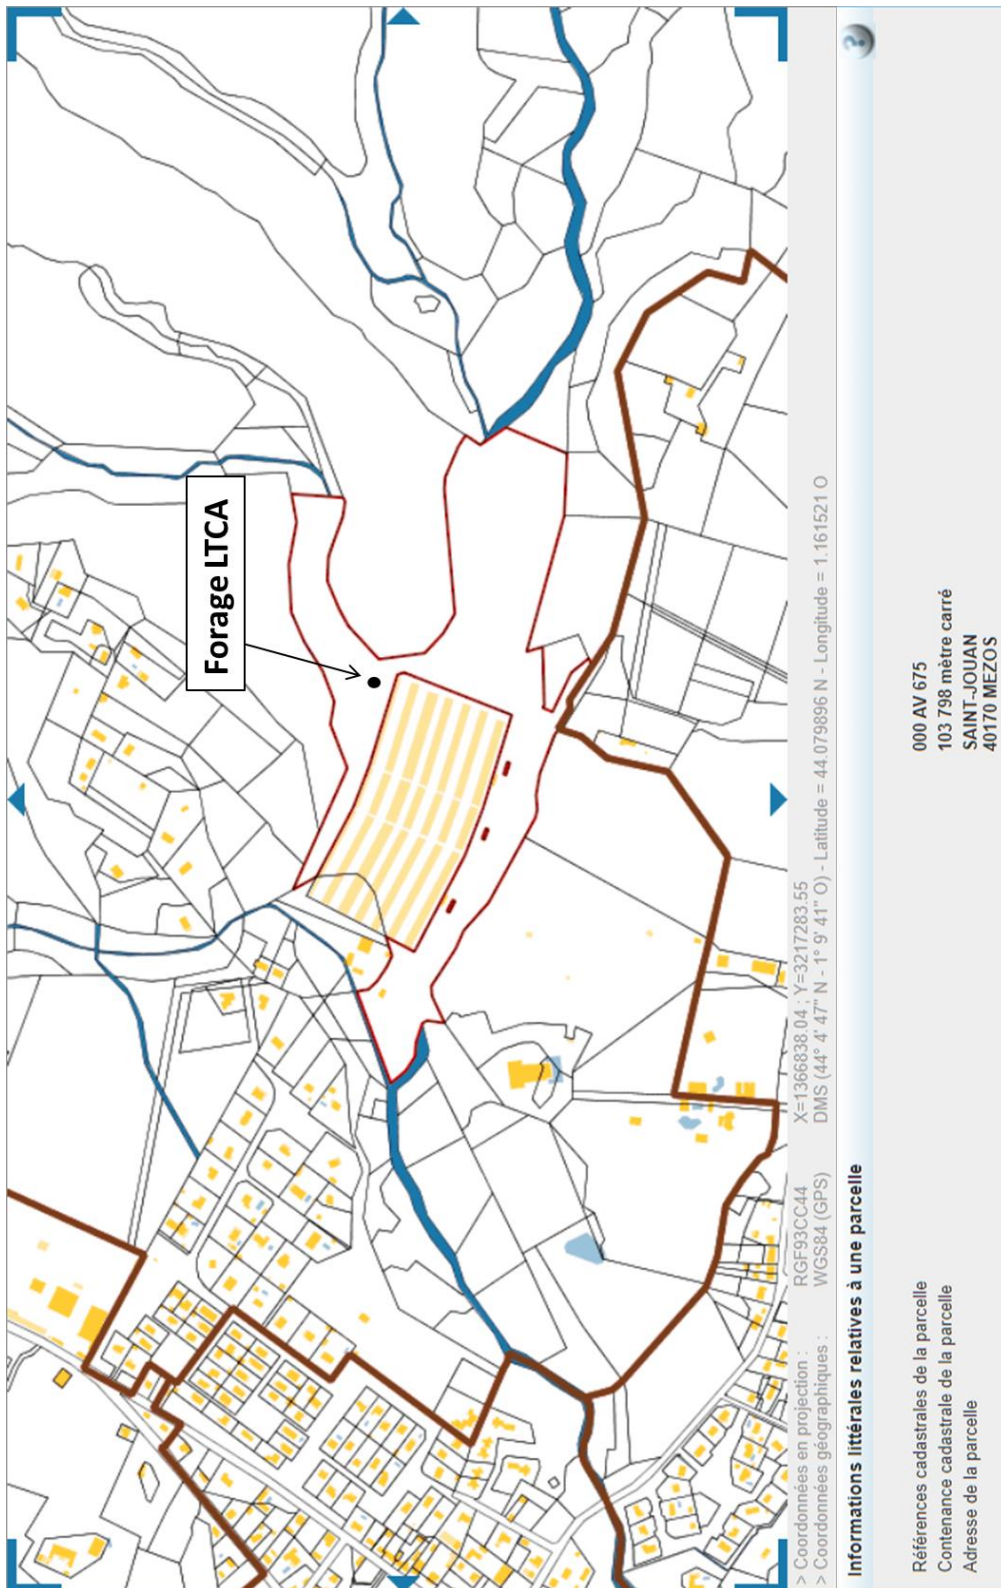 Forage LTCA
> Coordonnées en projection : RGF93CC44 X=1366838.04 ; Y=3217283.55
> Coordonnées géographiques : WGS84 (GPS) DMS (44° 4' 47" N - 1° 9' 41" O) - Latitude = 44.079896 N - Longitude = 1.161521 O
Informations littérales relatives à une parcelle
?
Références cadastrales de la parcelle 000 AV 675
Contenance cadastrale de la parcelle 103 798 mètre carré
Adresse de la parcelle SAINT-JOUAN
40170 MEZOS